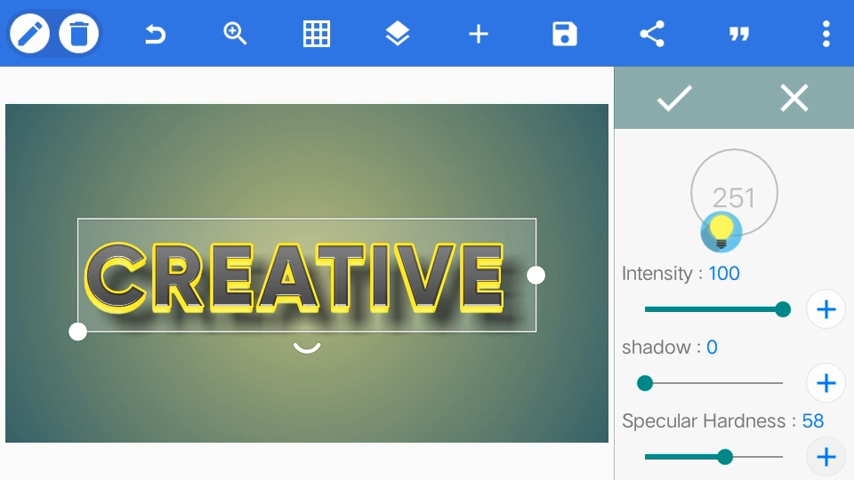 CREATIVE
251
Intensity : 100
shadow : 0
Specular Hardness : 58